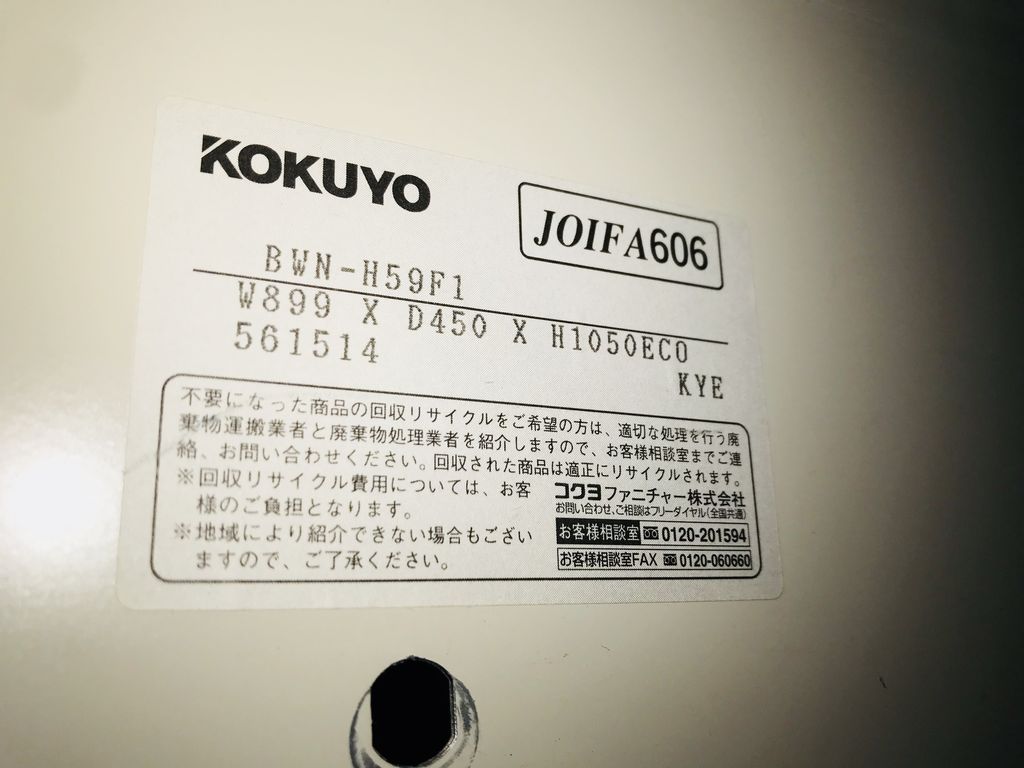 KOKUYO
JOIFA606
BWN-H59F1
W899 X D450 X H1050ECO
561514
KYE
不要になった商品の回収リサイクルをご希望の方は、適切な処理を行う廃
棄物運搬業者と廃棄物処理業者を紹介しますので、お客様相談室までご連
絡、お問い合わせください。回収された商品は適正にリサイクルされます。
※回収リサイクル費用については、お客
様のご負担となります。
※地域により紹介できない場合もござい
ますので、ご了承ください。
コクヨファニチャー株式会社
お問い合わせ、ご相談はフリーダイヤル(全国共通)
お客様相談室 0120-201594
お客様相談室FAX 0120-060660